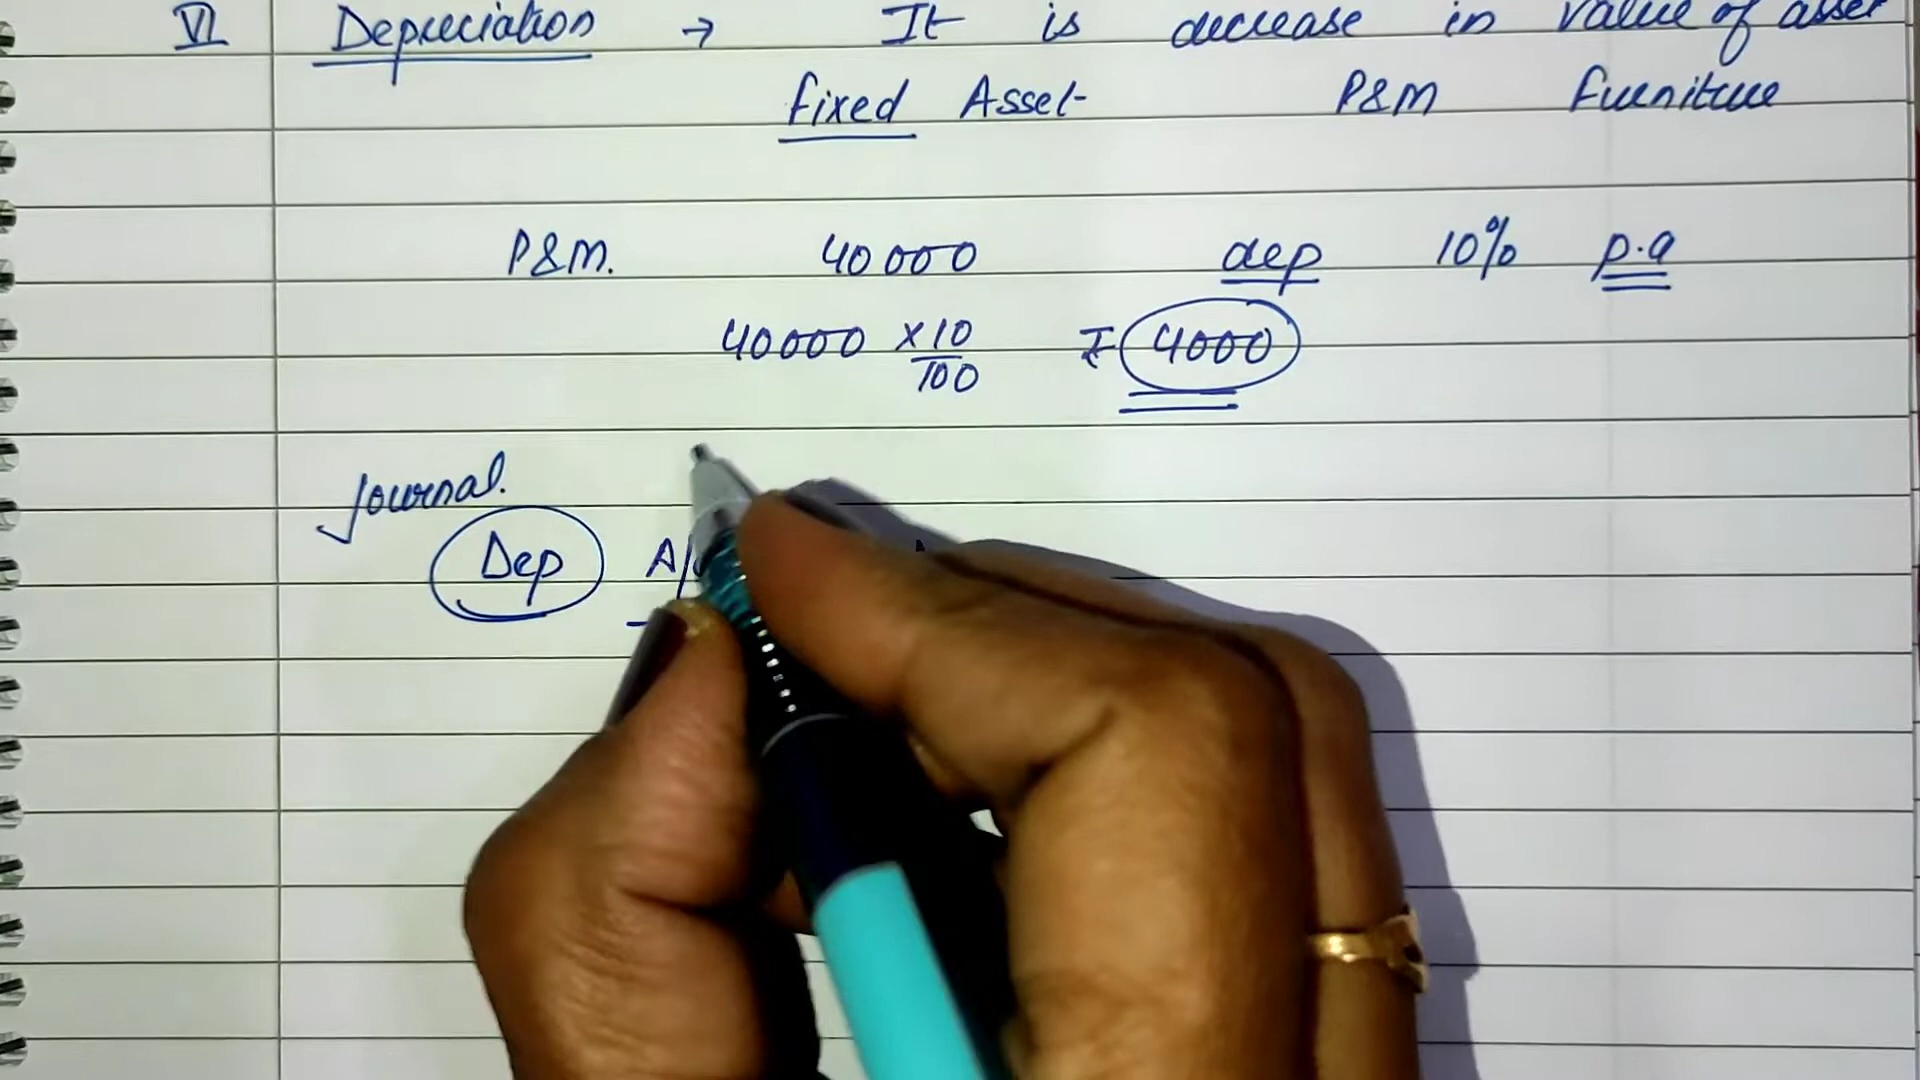 VI Depreciation → It is decrease in value of asset
Fixed Asset P&M Furniture
P&M. 40000 dep 10% p.a
40000 × 10/100 ₹ 4000
Journal.
Dep A/c